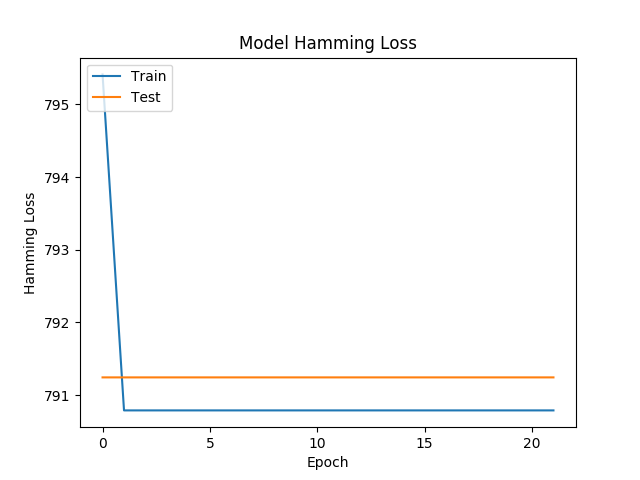 Model Hamming Loss
Train
Test
Hamming Loss
795
794
793
792
791
0 5 10 15 20
Epoch